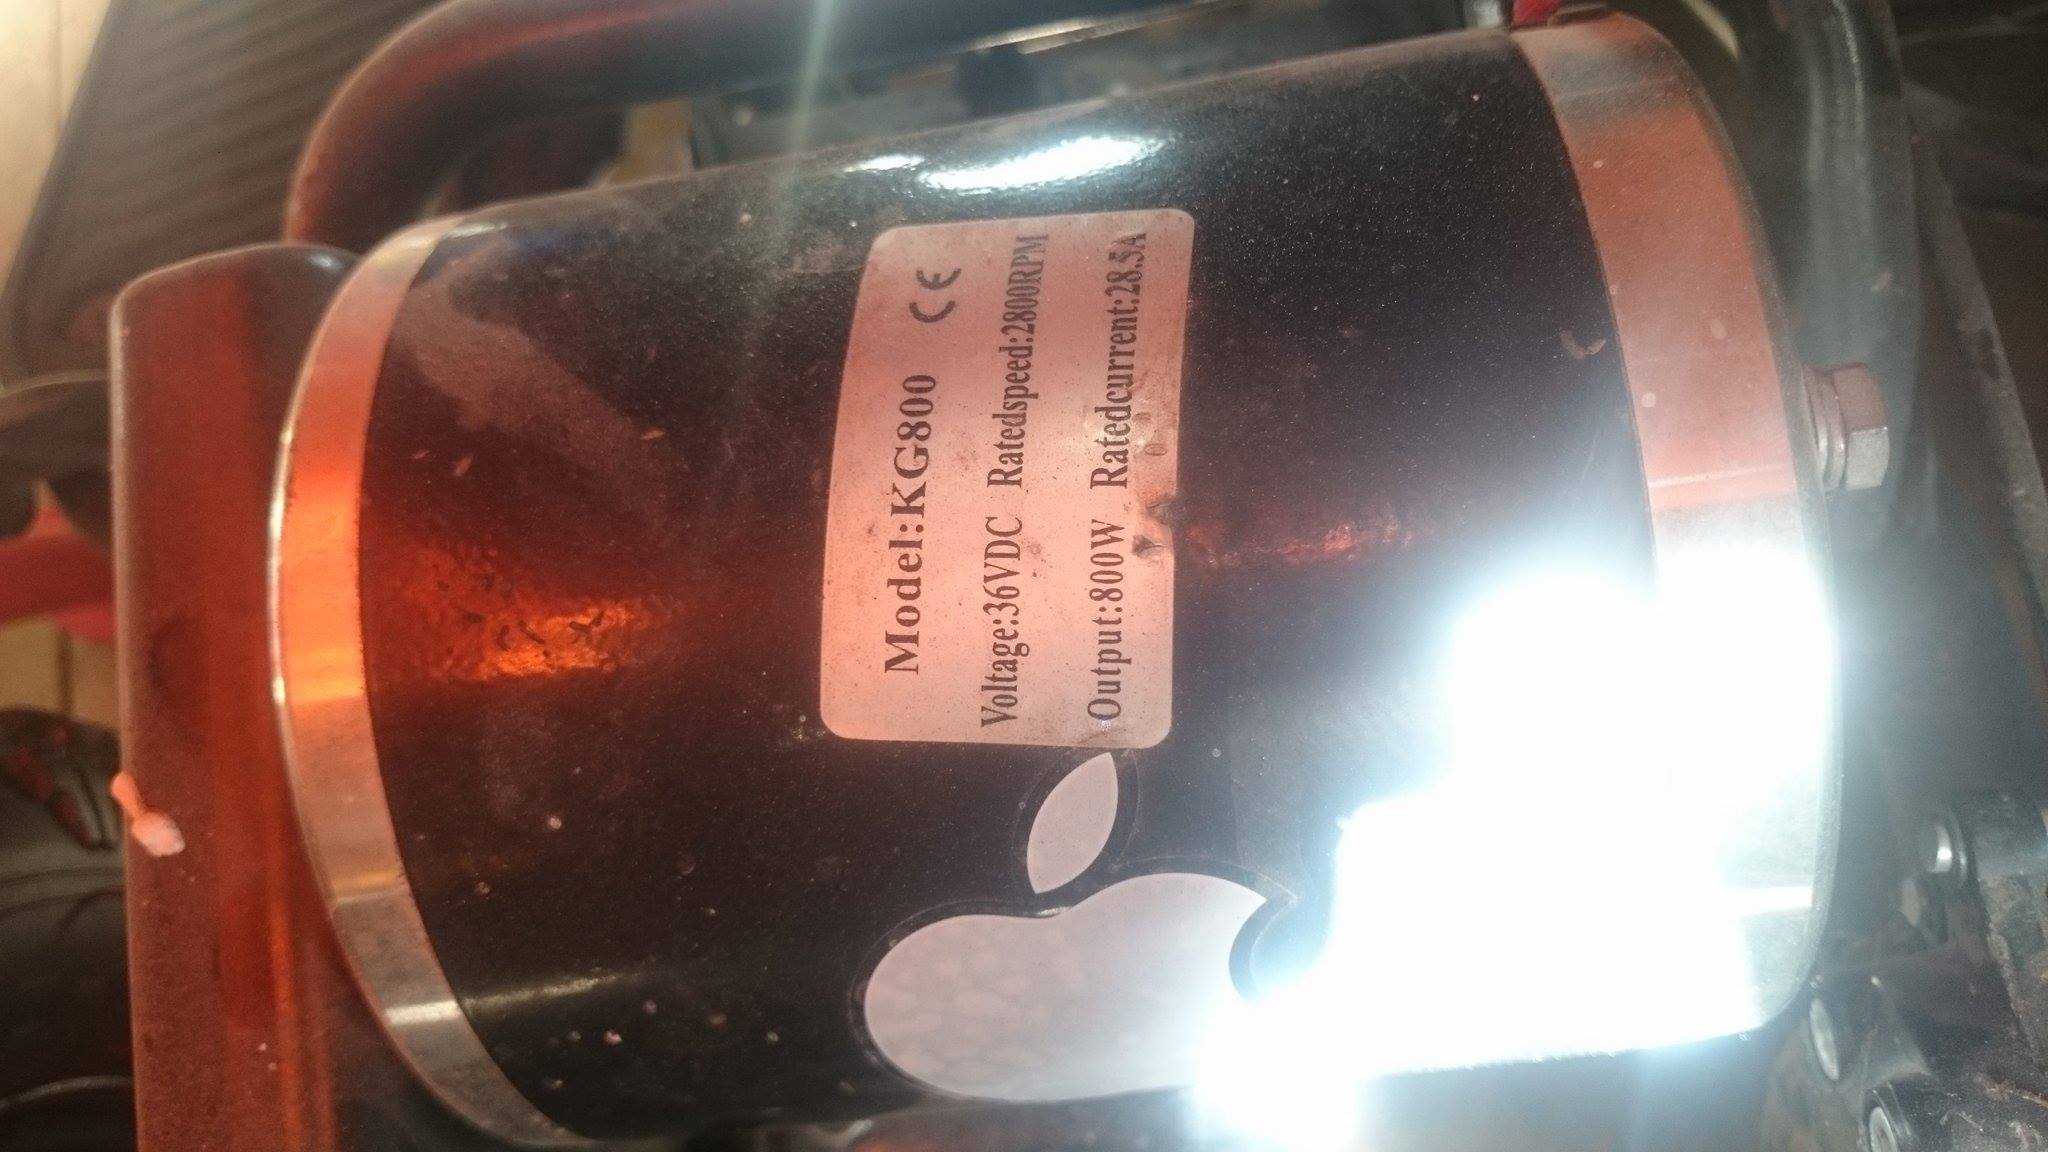 Model:KG800 CE
Voltage:36VDC Ratedspeed:2800RPM
Output:800W Ratedcurrent:28.5A